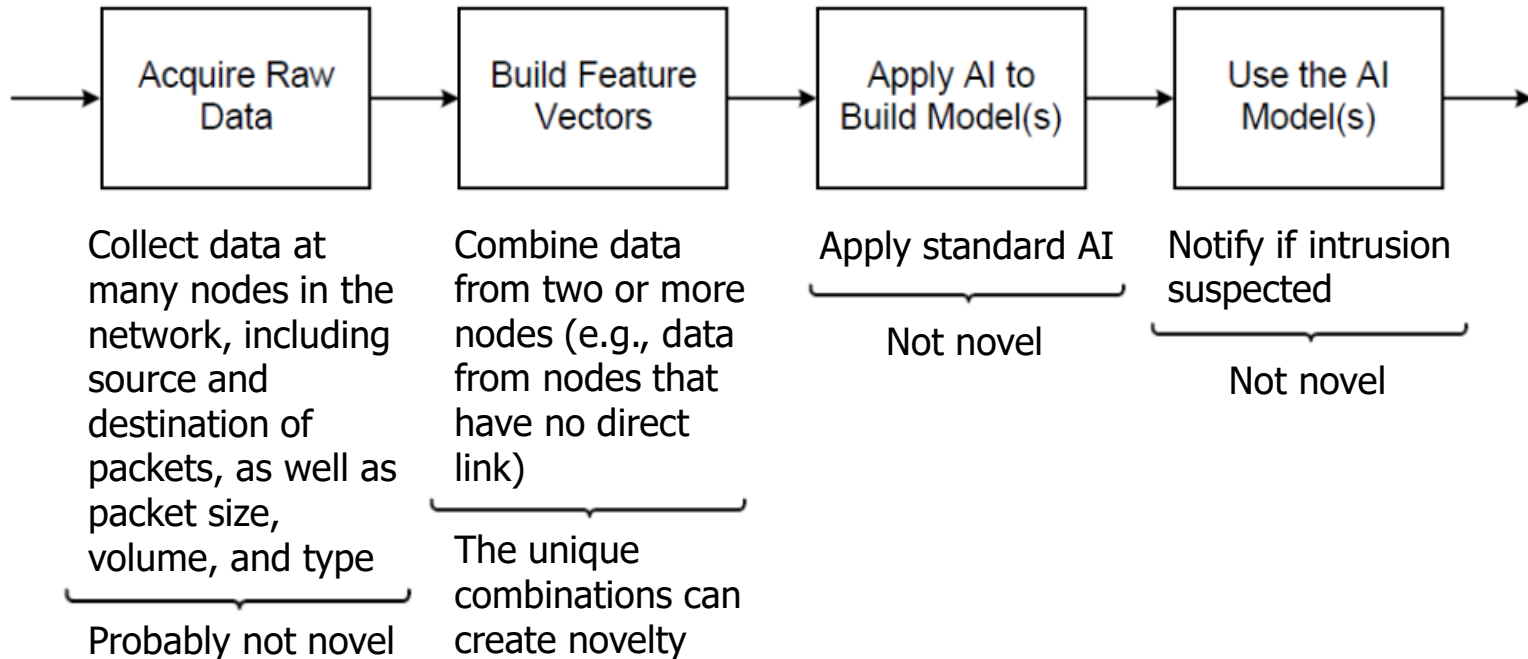 Acquire Raw
Data
Build Feature
Vectors
Apply AI to
Build Model(s)
Use the AI
Model(s)
Collect data at
many nodes in the
network, including
source and
destination of
packets, as well as
packet size,
volume, and type
Probably not novel
Combine data
from two or more
nodes (e.g., data
from nodes that
have no direct
link)
The unique
combinations can
create novelty
Apply standard AI
Not novel
Notify if intrusion
suspected
Not novel